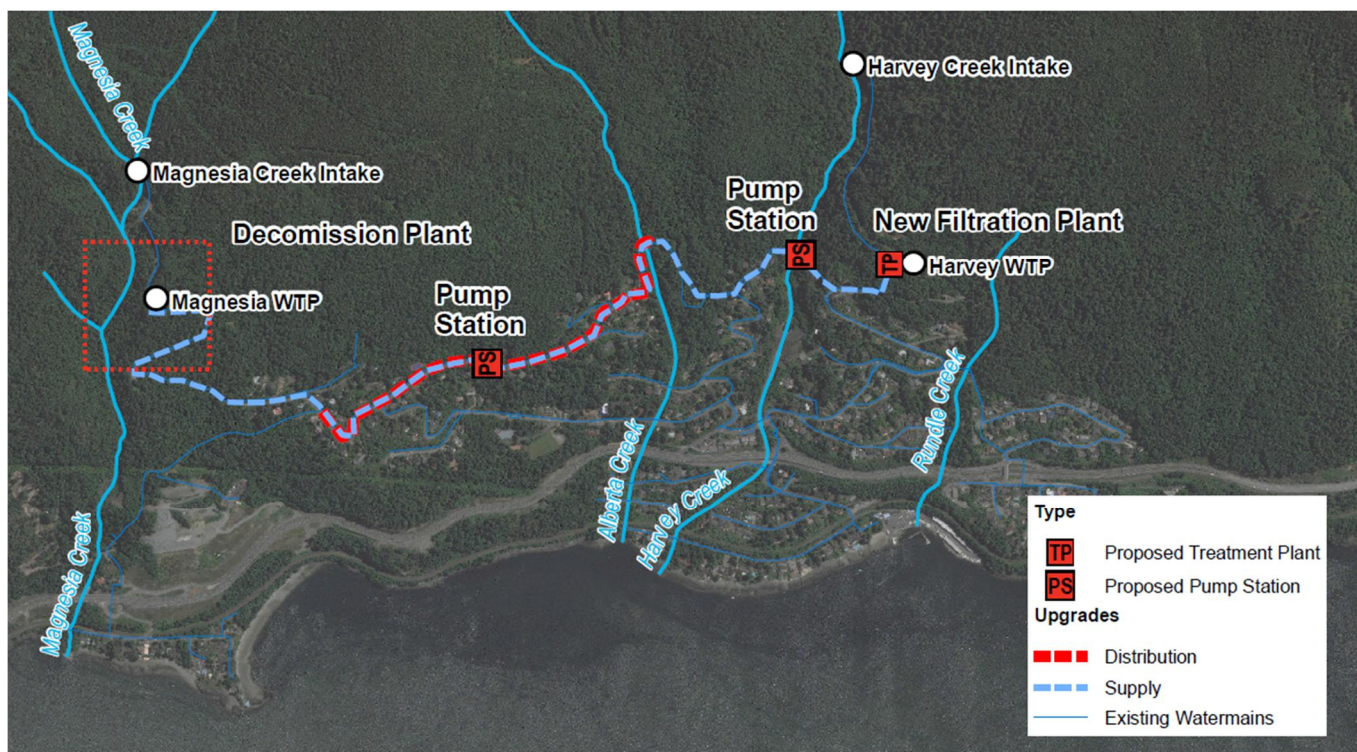 Magnesia Creek
Harvey Creek Intake
Magnesia Creek Intake
Pump
Station
Decomission Plant
New Filtration Plant
PS
TP
Harvey WTP
Magnesia WTP
Pump
Station
PS
Rundle Creek
Alberta Creek
Harvey Creek
Magnesia Creek
Type
TP Proposed Treatment Plant
PS Proposed Pump Station
Upgrades
Distribution
Supply
Existing Watermains